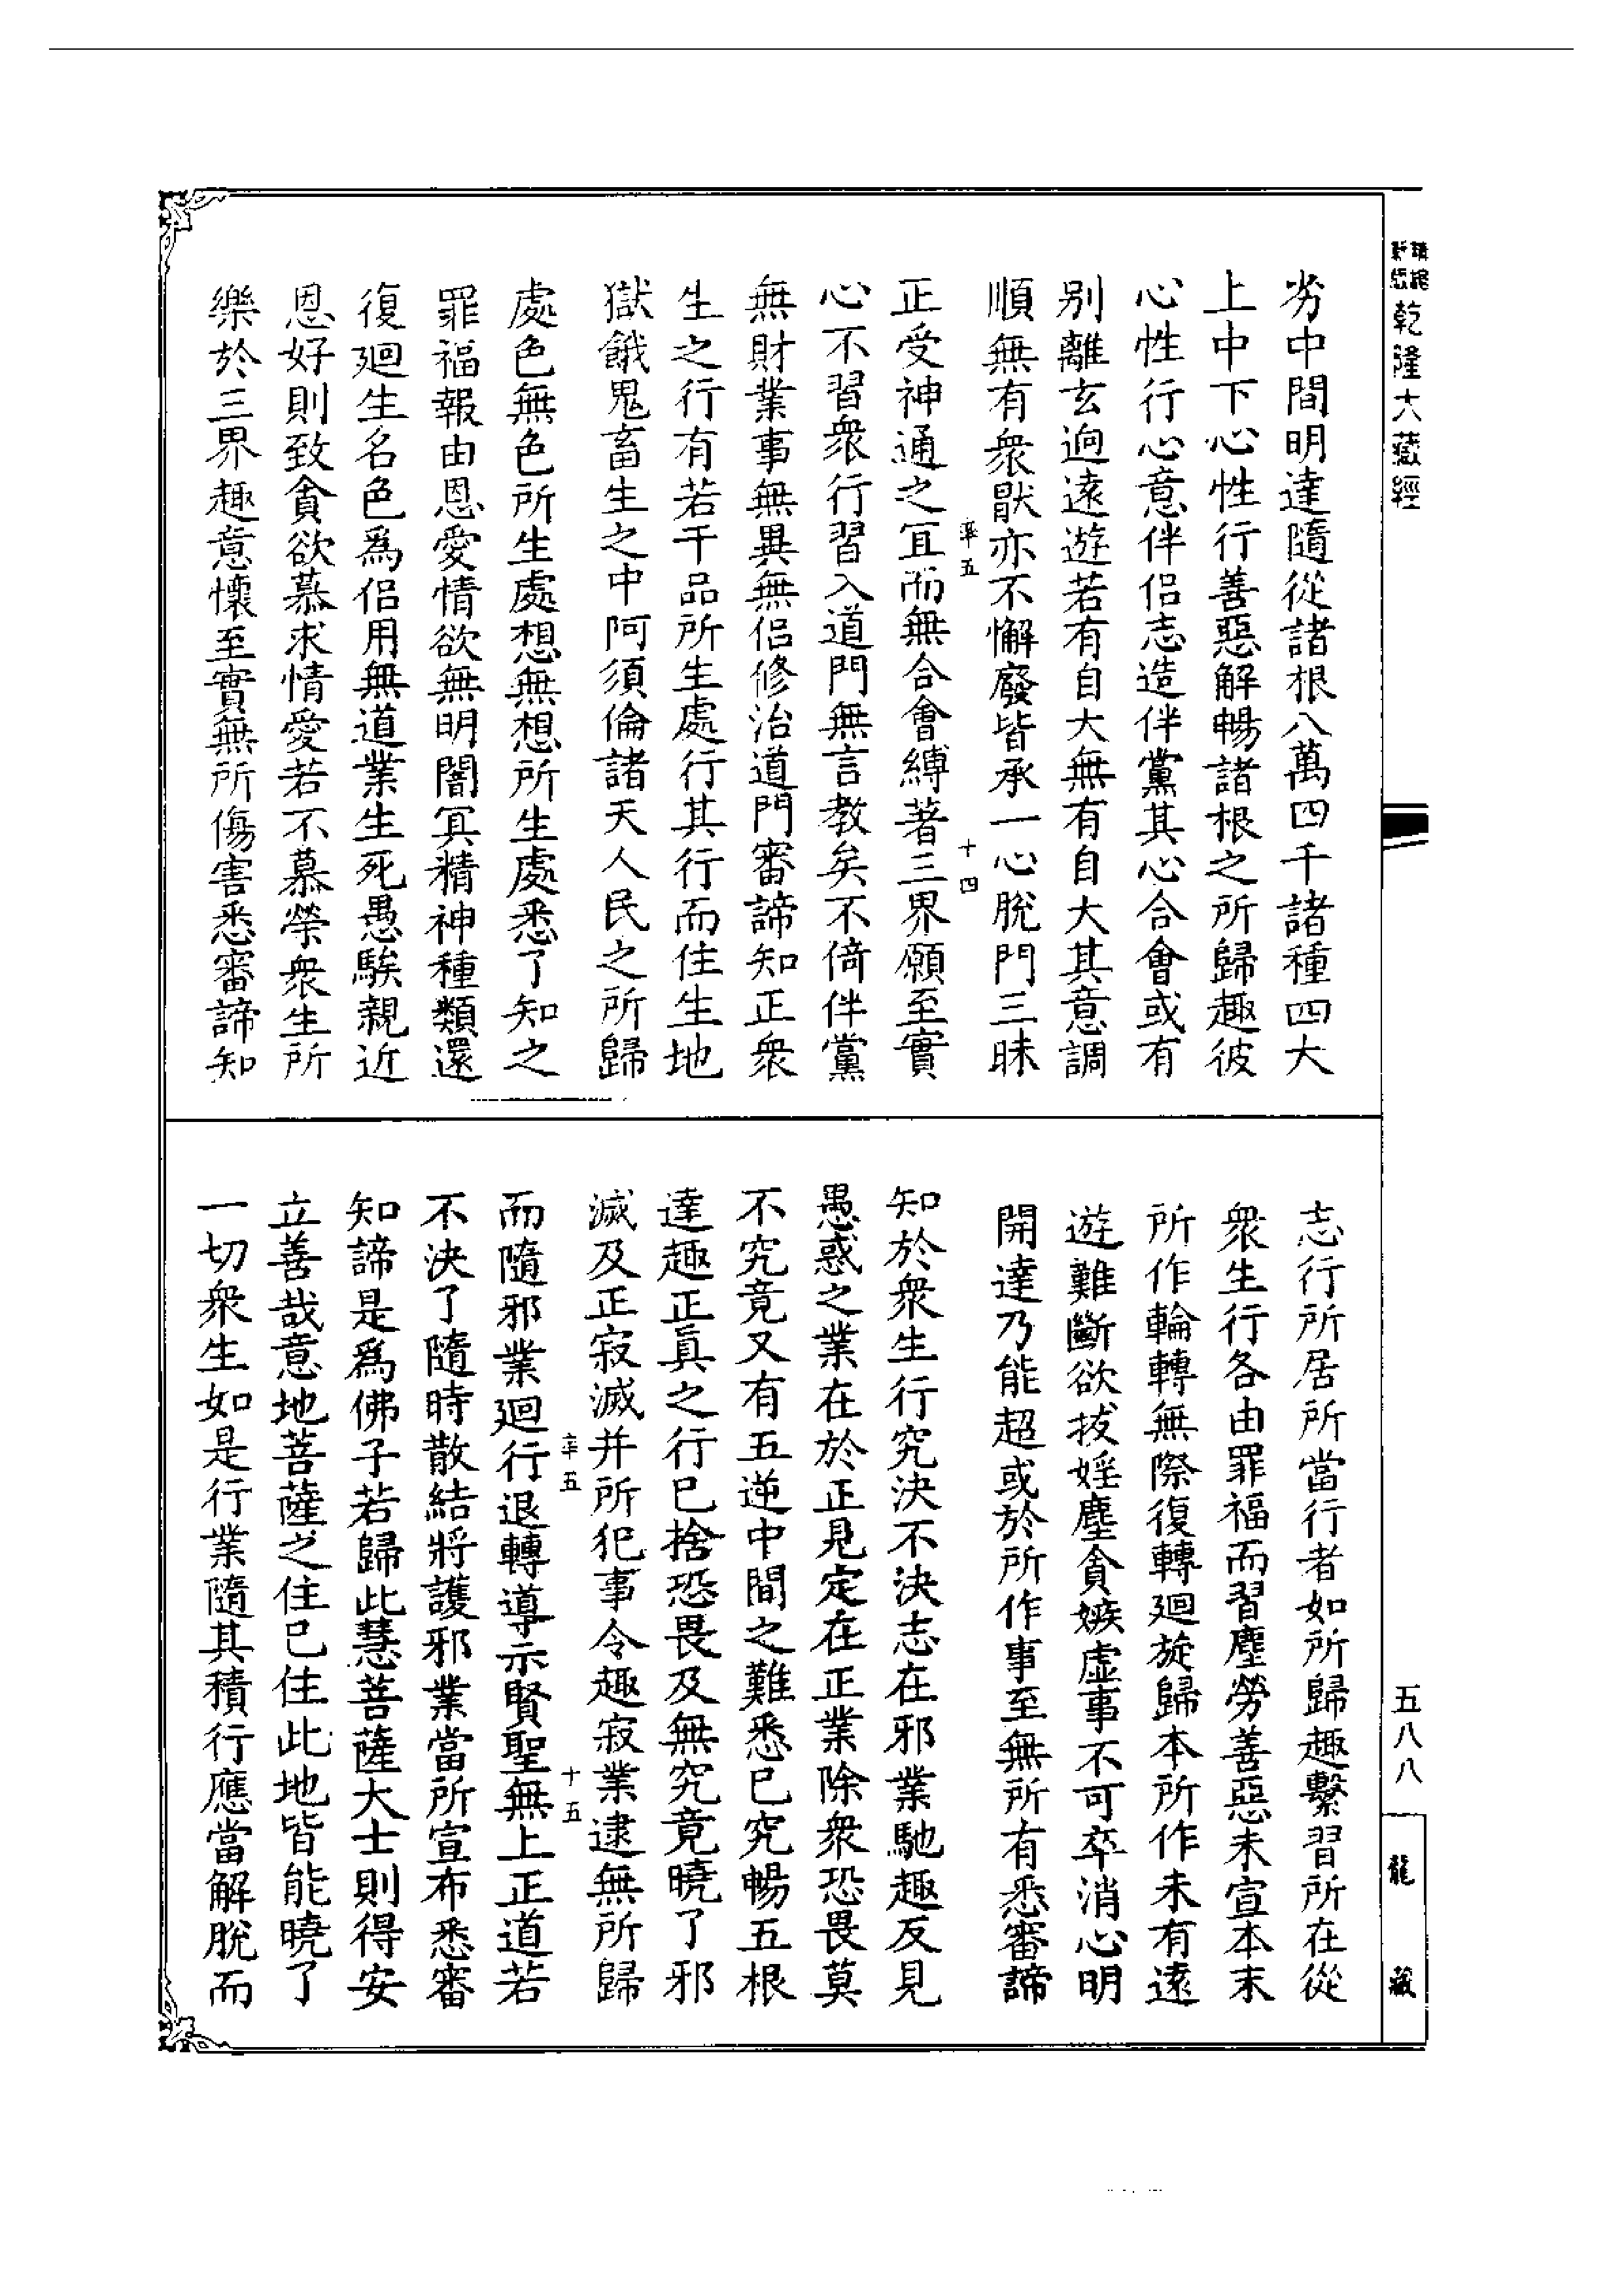 乾隆大藏經
劣中間明達隨從諸根八萬四千諸種四大
上中下心性行善惡解暢諸根之所歸趣彼
心性行心意伴侶志造伴黨其心合會或有
別離玄逈遠遊若有自大無有自大其意調
順無有衆猒亦不懈廢皆承一心脫門三昧
率五 十四
正受神通之冝而無合會縛著三界願至實
心不習衆行習入道門無言教矣不倚伴黨
無財業事無異無侶修治道門審諦知正衆
生之行有若干品所生處行其行而住生地
獄餓鬼畜生之中阿須倫諸天人民之所歸
處色無色所生處想無想所生處悉了知之
罪福報由恩愛情欲無明闇冥精神種類還
復廻生名色爲侶用無道業生死愚騃親近
恩好則致貪欲慕求情愛若不慕榮衆生所
樂於三界趣意懷至實無所傷害悉審諦知
志行所居所當行者如所歸趣繫習所在從
衆生行各由罪福而習塵勞善惡未宣本末
所作輪轉無際復轉廻旋歸本所作未有遠
遊難斷欲拔婬塵貪嫉虛事不可卒消心明
開達乃能超或於所作事至無所有悉審諦
知於衆生行究決不決志在邪業馳趣反見
愚惑之業在於正見定在正業除衆恐畏莫
不究竟又有五逆中間之難悉已究暢五根
達趣正眞之行已捨恐畏及無究竟曉了邪
滅及正寂滅并所犯事令趣寂業逮無所歸
率五 十五
而隨邪業廻行退轉導示賢聖無上正道若
不決了隨時散結將護邪業當所宣布悉審
知諦是爲佛子若歸此慧菩薩大士則得安
立善哉意地菩薩之住已住此地皆能曉了
一切衆生如是行業隨其積行應當解脫而
五八八
龍藏